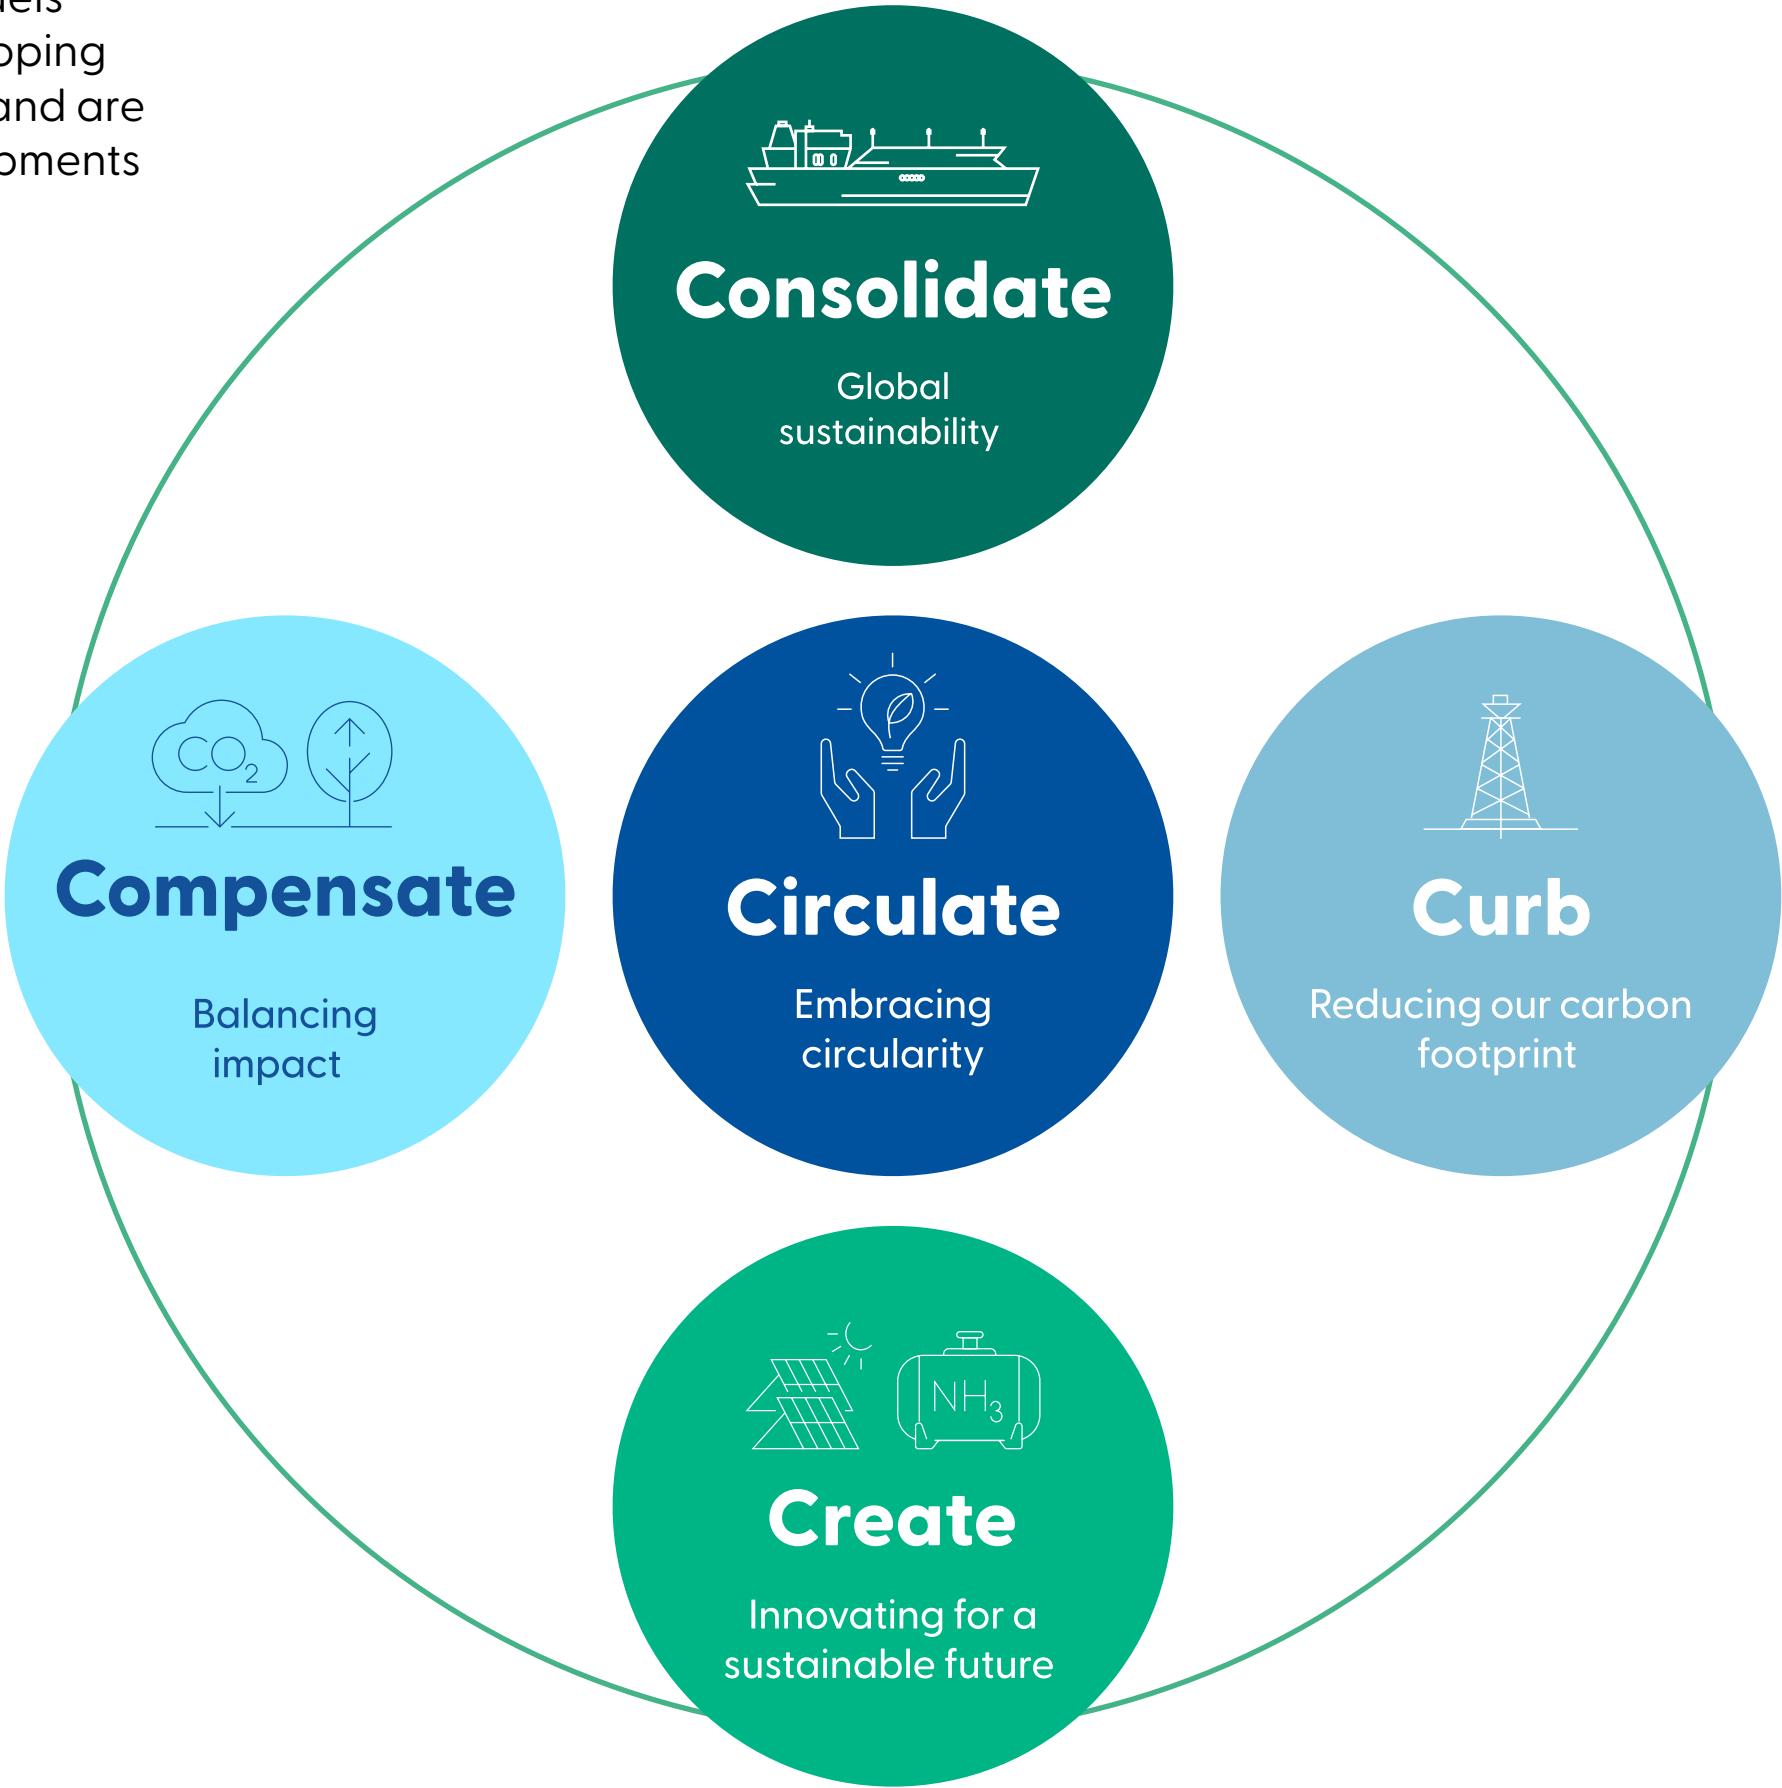 pping
and are
pments
Consolidate
Global
sustainability
CO2
Compensate
Balancing
impact
Circulate
Embracing
circularity
Curb
Reducing our carbon
footprint
NH3
Create
Innovating for a
sustainable future